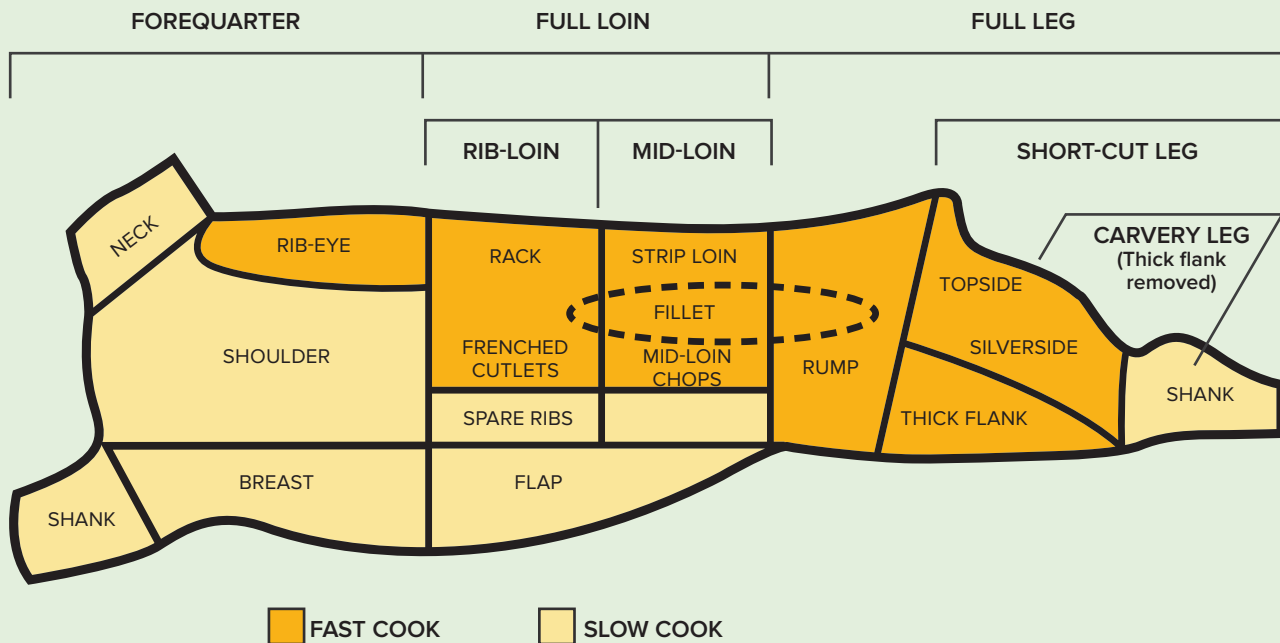 FOREQUARTER
FULL LOIN
FULL LEG
RIB-LOIN
MID-LOIN
SHORT-CUT LEG
NECK
RIB-EYE
RACK
STRIP LOIN
CARVERY LEG
(Thick flank
removed)
TOPSIDE
FILLET
SHOULDER
FRENCHED
CUTLETS
MID-LOIN
CHOPS
RUMP
SILVERSIDE
SHANK
SPARE RIBS
THICK FLANK
BREAST
FLAP
SHANK
FAST COOK
SLOW COOK